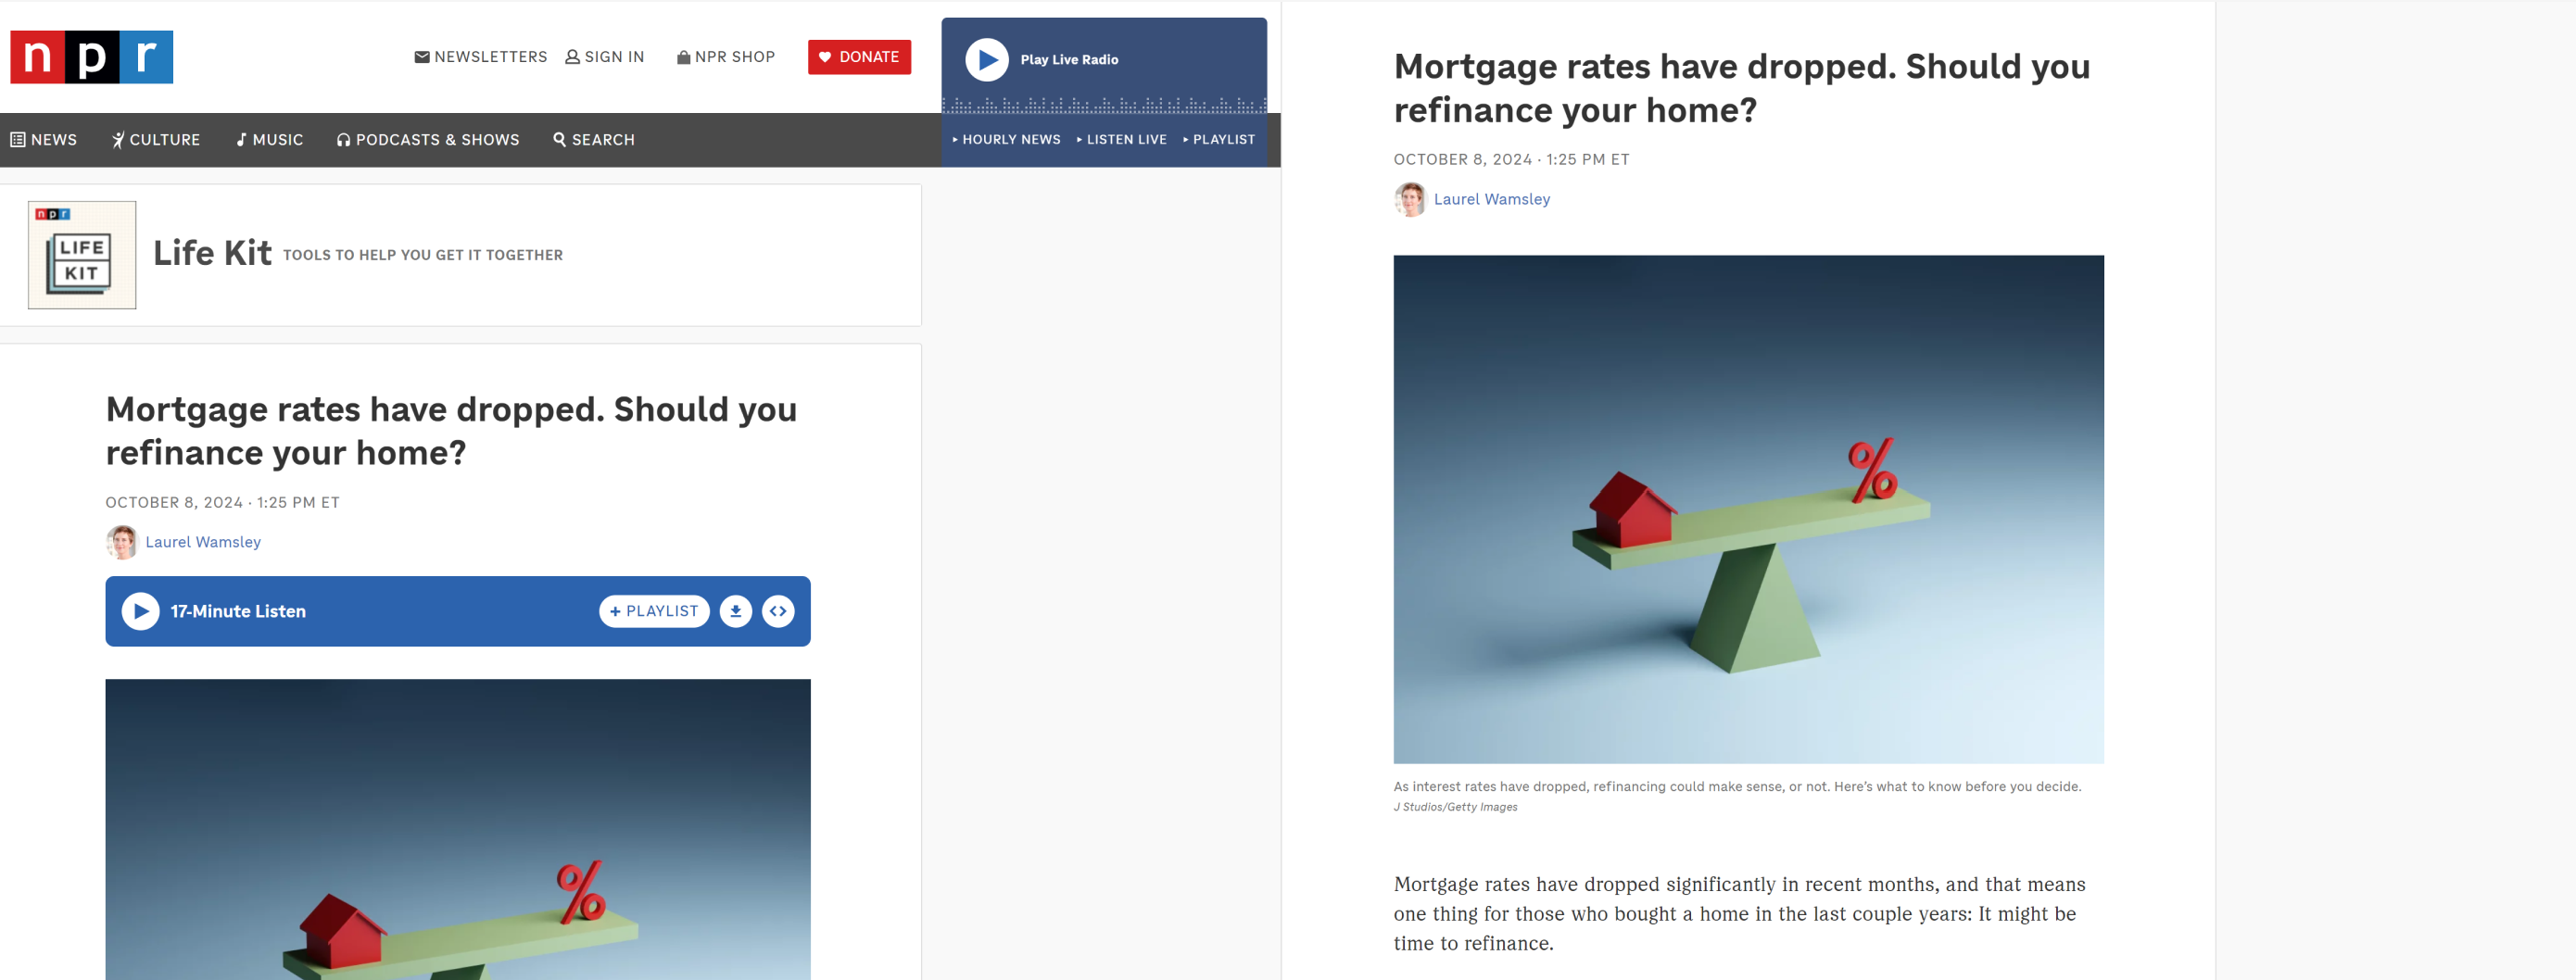 npr
NEWSLETTERS
SIGN IN
NPR SHOP
DONATE
Play Live Radio
NEWS
CULTURE
MUSIC
PODCASTS & SHOWS
SEARCH
HOURLY NEWS
LISTEN LIVE
PLAYLIST
npr
LIFE
KIT
Life Kit TOOLS TO HELP YOU GET IT TOGETHER
Mortgage rates have dropped. Should you
refinance your home?
OCTOBER 8, 2024 · 1:25 PM ET
Laurel Wamsley
17-Minute Listen
+ PLAYLIST
%
Mortgage rates have dropped. Should you
refinance your home?
OCTOBER 8, 2024 · 1:25 PM ET
Laurel Wamsley
%
As interest rates have dropped, refinancing could make sense, or not. Here's what to know before you decide.
J Studios/Getty Images
Mortgage rates have dropped significantly in recent months, and that means
one thing for those who bought a home in the last couple years: It might be
time to refinance.